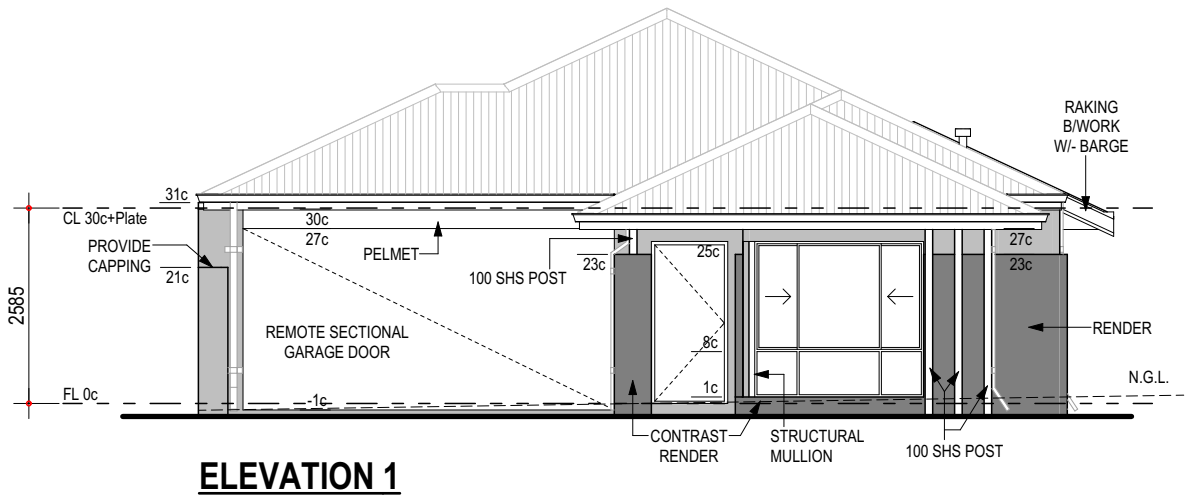 RAKING
B/WORK
W/- BARGE
31c
CL 30c+Plate
30c
27c
PELMET
PROVIDE
CAPPING
21c
23c
100 SHS POST
25c
27c
23c
2585
REMOTE SECTIONAL
GARAGE DOOR
RENDER
8c
1c
FL 0c
-1c
N.G.L.
CONTRAST
RENDER
STRUCTURAL
MULLION
100 SHS POST
ELEVATION 1